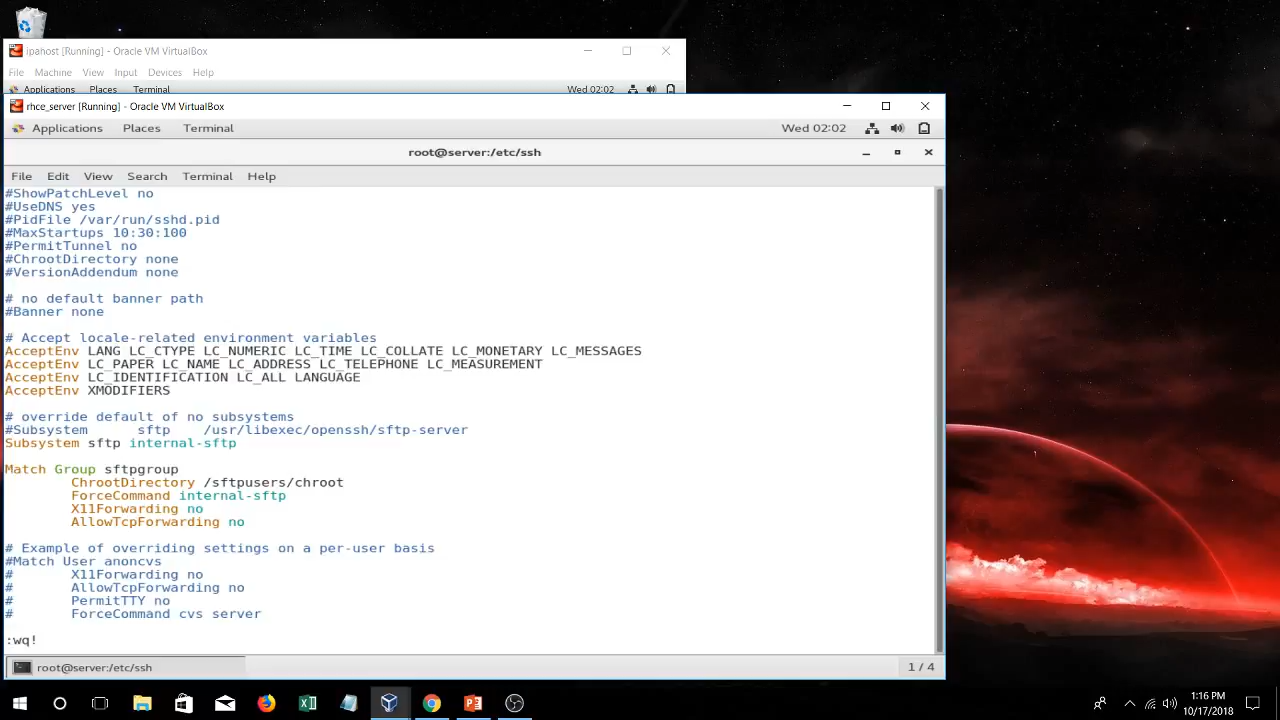 ipahost [Running] - Oracle VM VirtualBox
File Machine View Input Devices Help
Applications Places Terminal Wed 02:02
rhce_server [Running] - Oracle VM VirtualBox
Applications Places Terminal Wed 02:02
root@server:/etc/ssh
File Edit View Search Terminal Help
#ShowPatchLevel no
#UseDNS yes
#PidFile /var/run/sshd.pid
#MaxStartups 10:30:100
#PermitTunnel no
#ChrootDirectory none
#VersionAddendum none
# no default banner path
#Banner none
# Accept locale-related environment variables
AcceptEnv LANG LC_CTYPE LC_NUMERIC LC_TIME LC_COLLATE LC_MONETARY LC_MESSAGES
AcceptEnv LC_PAPER LC_NAME LC_ADDRESS LC_TELEPHONE LC_MEASUREMENT
AcceptEnv LC_IDENTIFICATION LC_ALL LANGUAGE
AcceptEnv XMODIFIERS
# override default of no subsystems
#Subsystem sftp /usr/libexec/openssh/sftp-server
Subsystem sftp internal-sftp
Match Group sftpgroup
ChrootDirectory /sftpusers/chroot
ForceCommand internal-sftp
X11Forwarding no
AllowTcpForwarding no
# Example of overriding settings on a per-user basis
#Match User anoncvs
# X11Forwarding no
# AllowTcpForwarding no
# PermitTTY no
# ForceCommand cvs server
:wq!
root@server:/etc/ssh 1 / 4
1:16 PM
10/17/2018